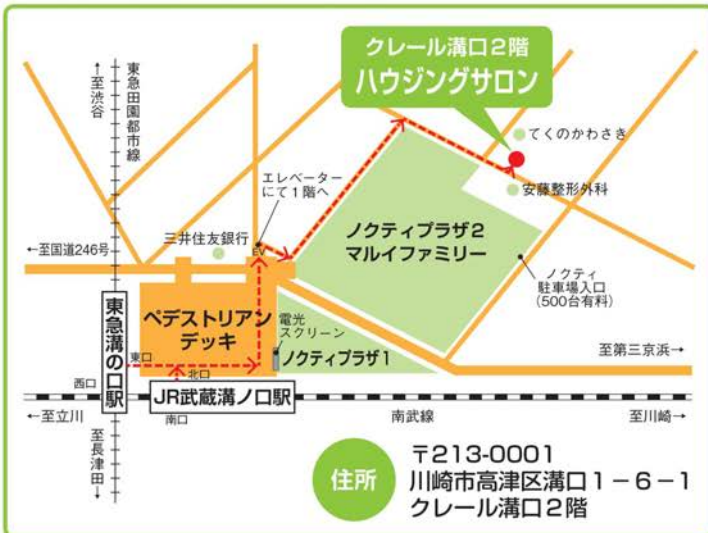 クレール溝口2階
ハウジングサロン
←至渋谷
東急田園都市線
てくのかわさき
エレベーター
にて1階へ
安藤整形外科
三井住友銀行
EV
←至国道246号
ノクティプラザ2
マルイファミリー
ノクティ
駐車場入口
(500台有料)
ペデストリアン
デッキ
電光
スクリーン
ノクティプラザ1
至第三京浜→
東急溝の口駅
東口
西口
北口
JR武蔵溝ノ口駅
南口
←至立川
南武線
至川崎→
至長津田→
住所
〒213-0001
川崎市高津区溝口1-6-1
クレール溝口2階